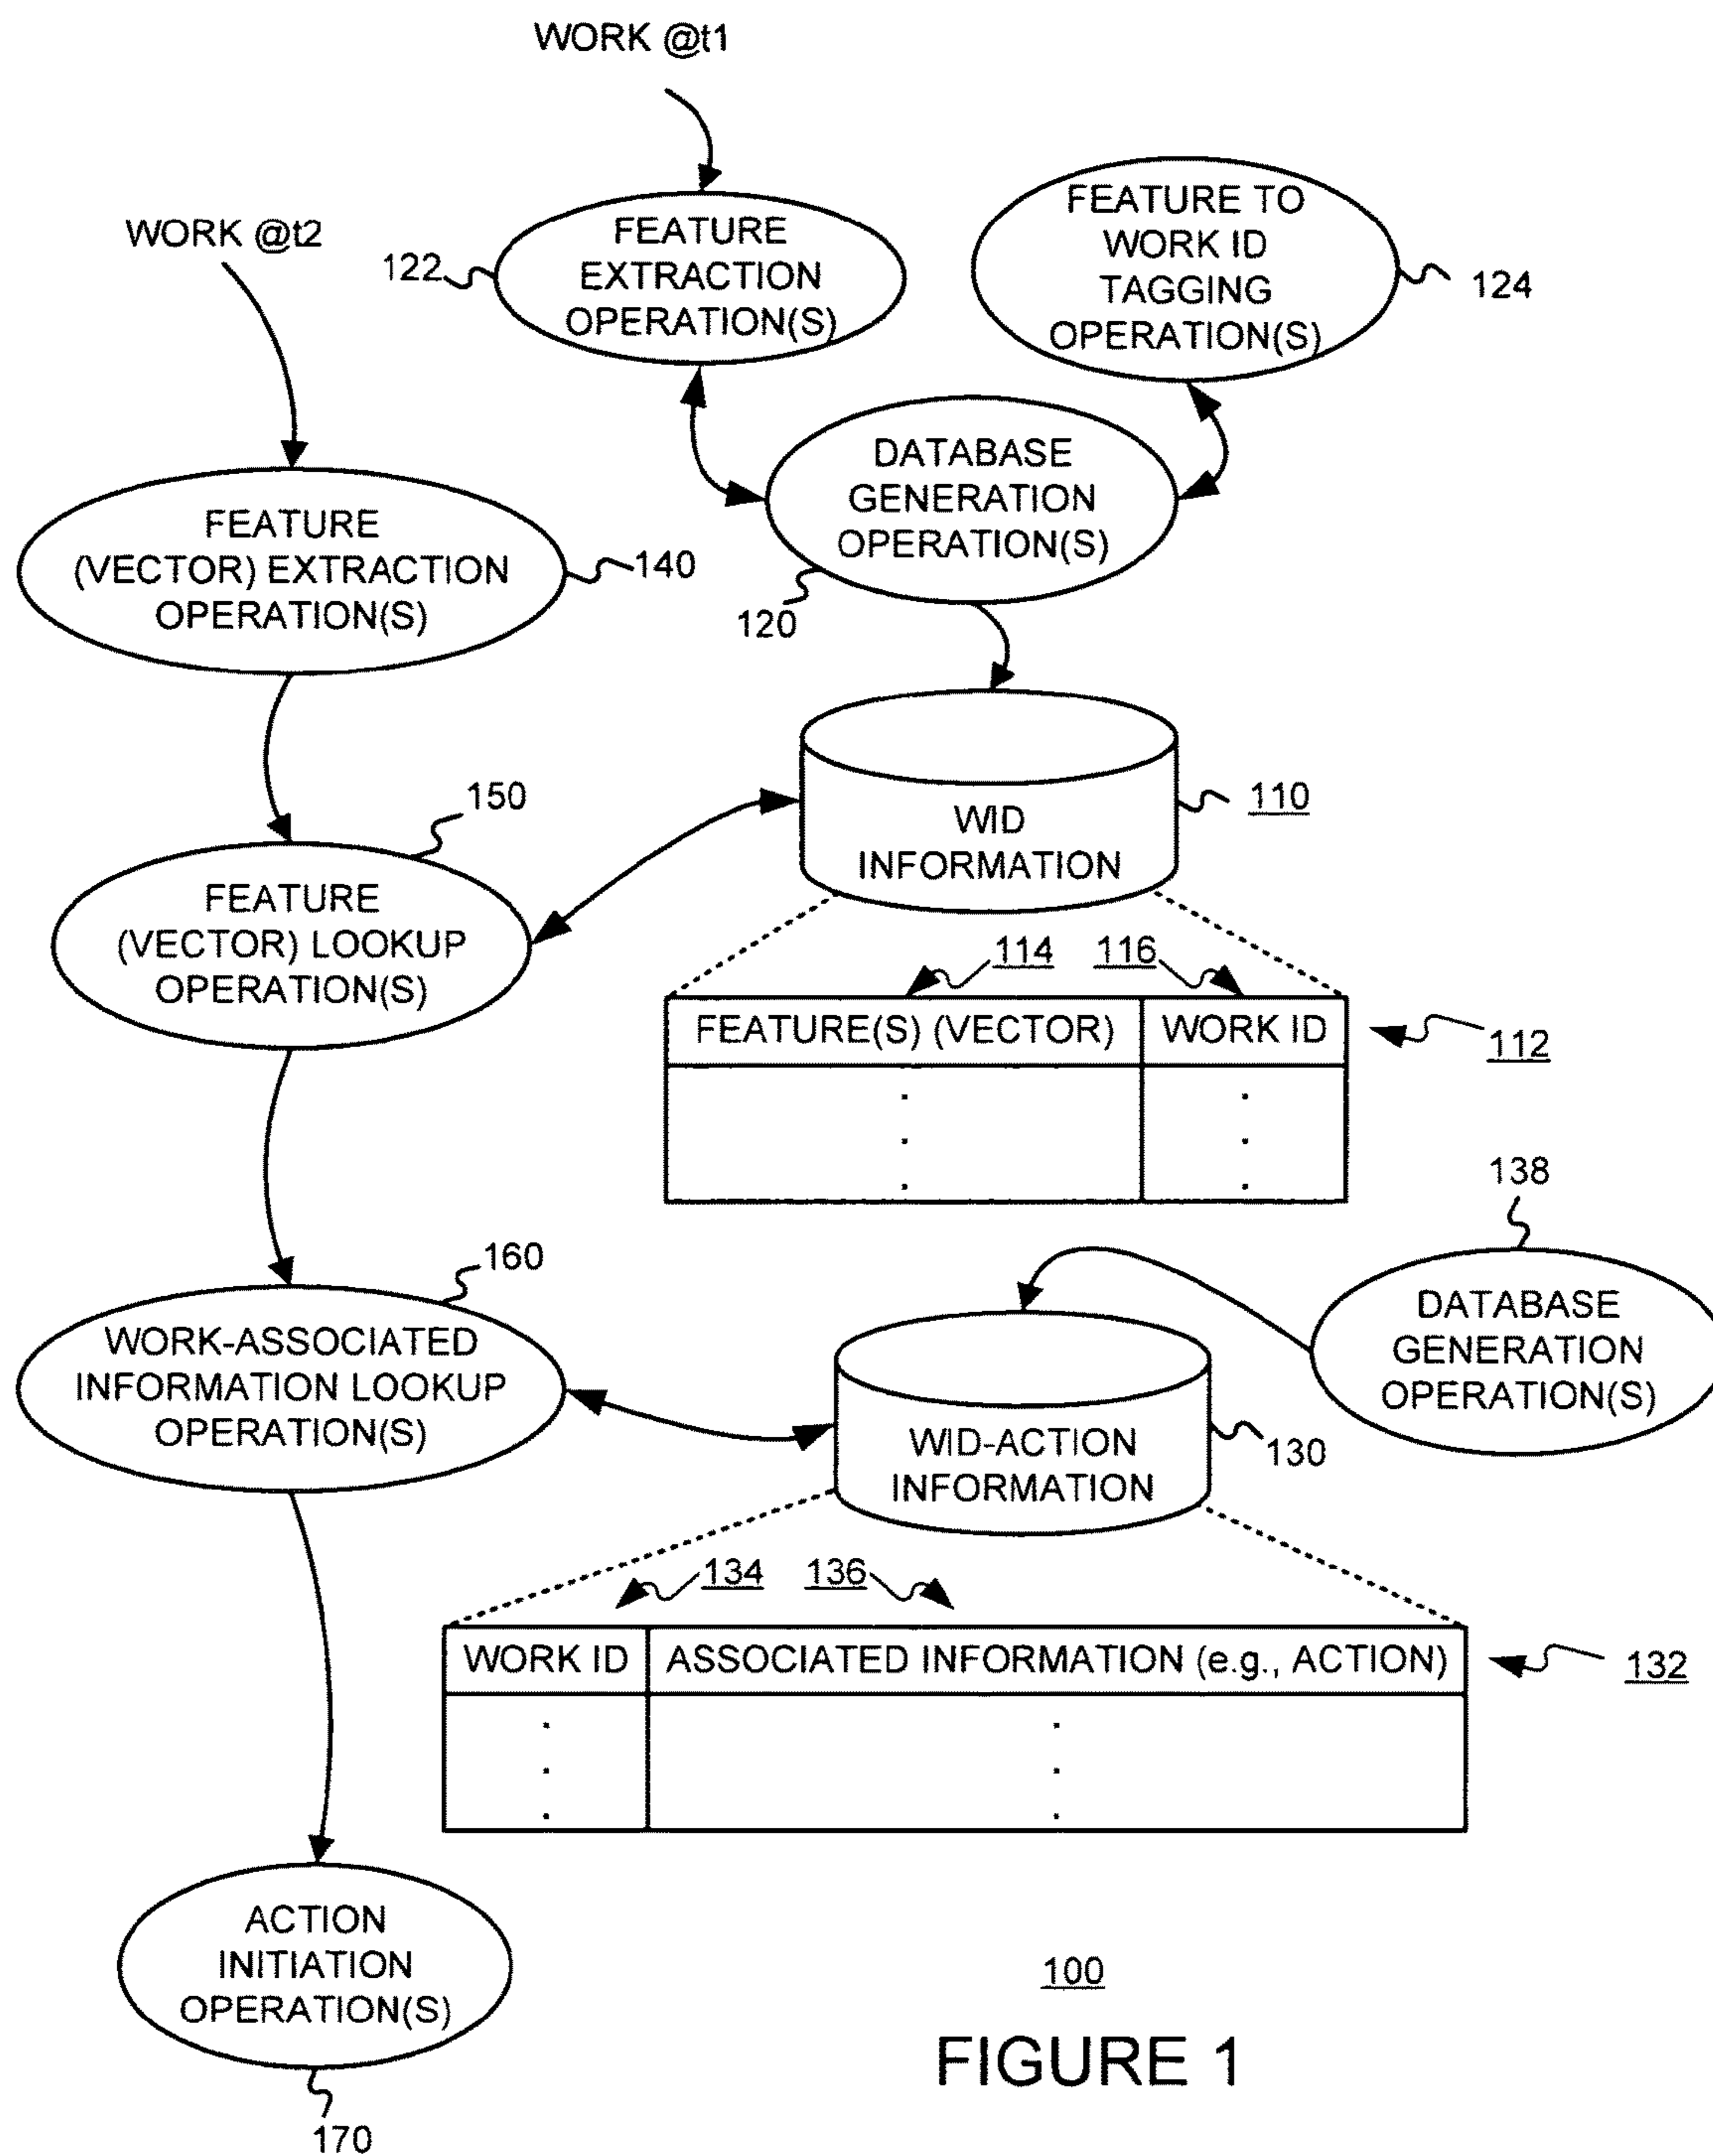 WORK @t1
WORK @t2
FEATURE
EXTRACTION
OPERATION(S)
122
FEATURE TO
WORK ID
TAGGING
OPERATION(S)
124
DATABASE
GENERATION
OPERATION(S)
120
FEATURE
(VECTOR) EXTRACTION
OPERATION(S)
140
WID
INFORMATION
110
150
FEATURE
(VECTOR) LOOKUP
OPERATION(S)
114
116
FEATURE(S) (VECTOR)
WORK ID
112
.
.
.
.
.
.
138
DATABASE
GENERATION
OPERATION(S)
160
WORK-ASSOCIATED
INFORMATION LOOKUP
OPERATION(S)
WID-ACTION
INFORMATION
130
134
136
WORK ID
ASSOCIATED INFORMATION (e.g., ACTION)
132
.
.
.
.
.
.
ACTION
INITIATION
OPERATION(S)
170
100
FIGURE 1